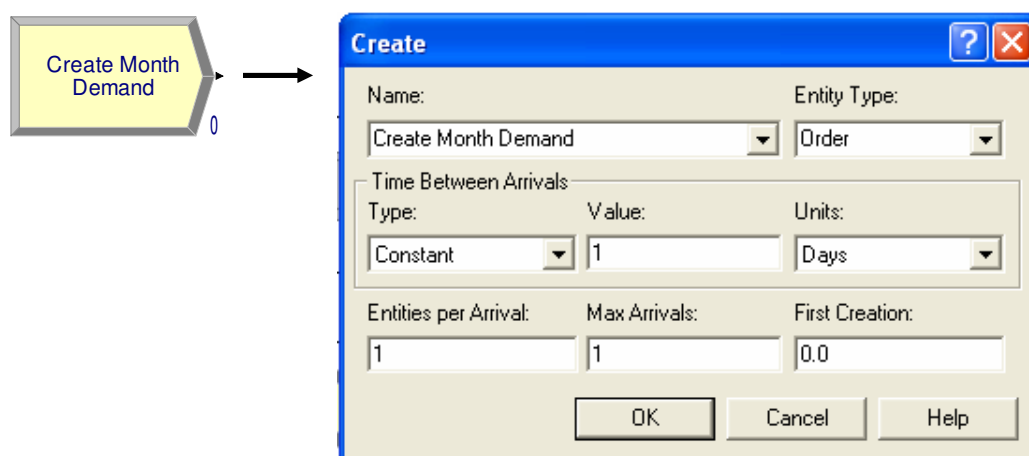 Create Month
Demand
0
Create
?
Name:
Entity Type:
Create Month Demand
Order
Time Between Arrivals
Type:
Value:
Units:
Constant
1
Days
Entities per Arrival:
Max Arrivals:
First Creation:
1
1
0.0
OK
Cancel
Help